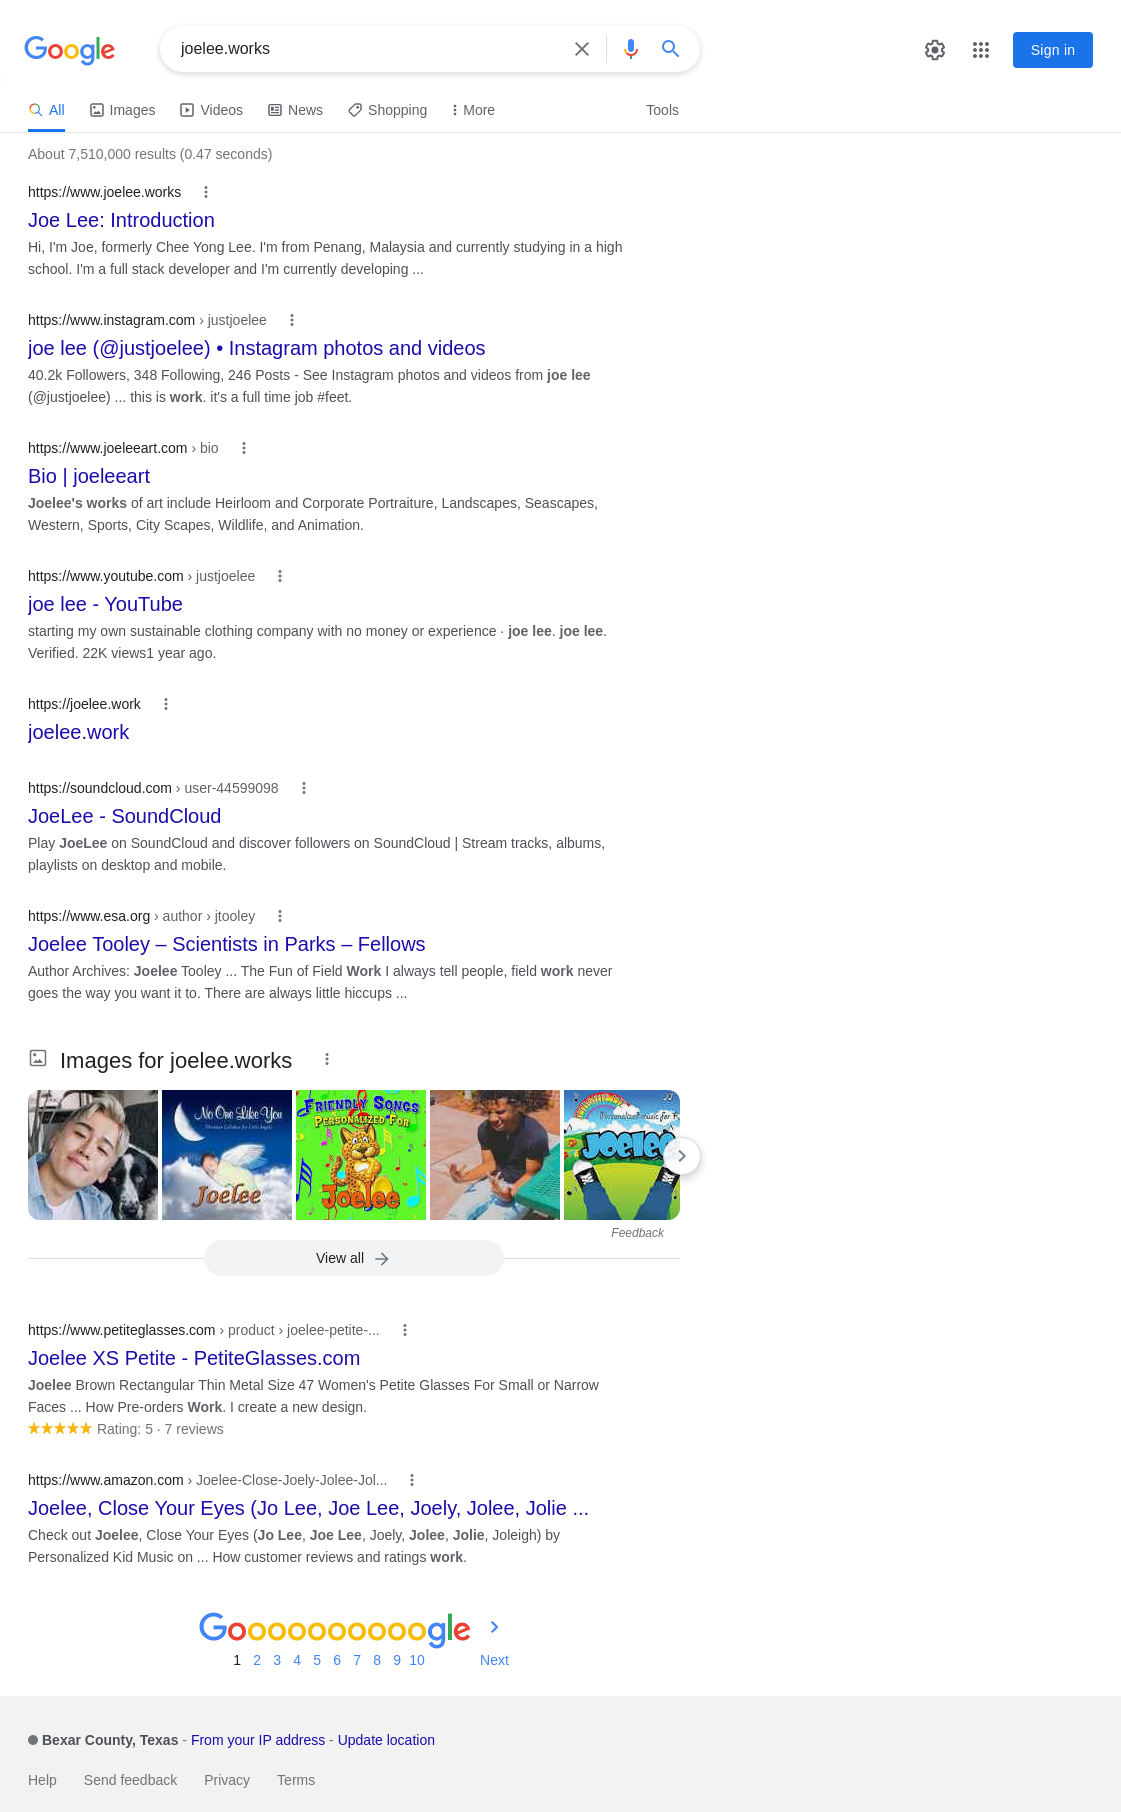 Google
joelee.works
Sign in
All
Images
Videos
News
Shopping
More
Tools
About 7,510,000 results (0.47 seconds)
https://www.joelee.works
Joe Lee: Introduction
Hi, I'm Joe, formerly Chee Yong Lee. I'm from Penang, Malaysia and currently studying in a high
school. I'm a full stack developer and I'm currently developing ...
https://www.instagram.com › justjoelee
joe lee (@justjoelee) • Instagram photos and videos
40.2k Followers, 348 Following, 246 Posts - See Instagram photos and videos from joe lee
(@justjoelee) ... this is work. it's a full time job #feet.
https://www.joeleeart.com › bio
Bio | joeleeart
Joelee's works of art include Heirloom and Corporate Portraiture, Landscapes, Seascapes,
Western, Sports, City Scapes, Wildlife, and Animation.
https://www.youtube.com › justjoelee
joe lee - YouTube
starting my own sustainable clothing company with no money or experience · joe lee. joe lee.
Verified. 22K views1 year ago.
https://joelee.work
joelee.work
https://soundcloud.com › user-44599098
JoeLee - SoundCloud
Play JoeLee on SoundCloud and discover followers on SoundCloud | Stream tracks, albums,
playlists on desktop and mobile.
https://www.esa.org › author › jtooley
Joelee Tooley – Scientists in Parks – Fellows
Author Archives: Joelee Tooley ... The Fun of Field Work I always tell people, field work never
goes the way you want it to. There are always little hiccups ...
Images for joelee.works
No One Like You
Christian Lullabies for Little Angels
Joelee
FRIENDLY SONGS
PERSONALIZED FOR
Joelee
Personalized music for K
Joelee
Feedback
View all
https://www.petiteglasses.com › product › joelee-petite-...
Joelee XS Petite - PetiteGlasses.com
Joelee Brown Rectangular Thin Metal Size 47 Women's Petite Glasses For Small or Narrow
Faces ... How Pre-orders Work. I create a new design.
Rating: 5 · 7 reviews
https://www.amazon.com › Joelee-Close-Joely-Jolee-Jol...
Joelee, Close Your Eyes (Jo Lee, Joe Lee, Joely, Jolee, Jolie ...
Check out Joelee, Close Your Eyes (Jo Lee, Joe Lee, Joely, Jolee, Jolie, Joleigh) by
Personalized Kid Music on ... How customer reviews and ratings work.
Goooooooooogle
1 2 3 4 5 6 7 8 9 10 Next
Bexar County, Texas - From your IP address - Update location
Help Send feedback Privacy Terms